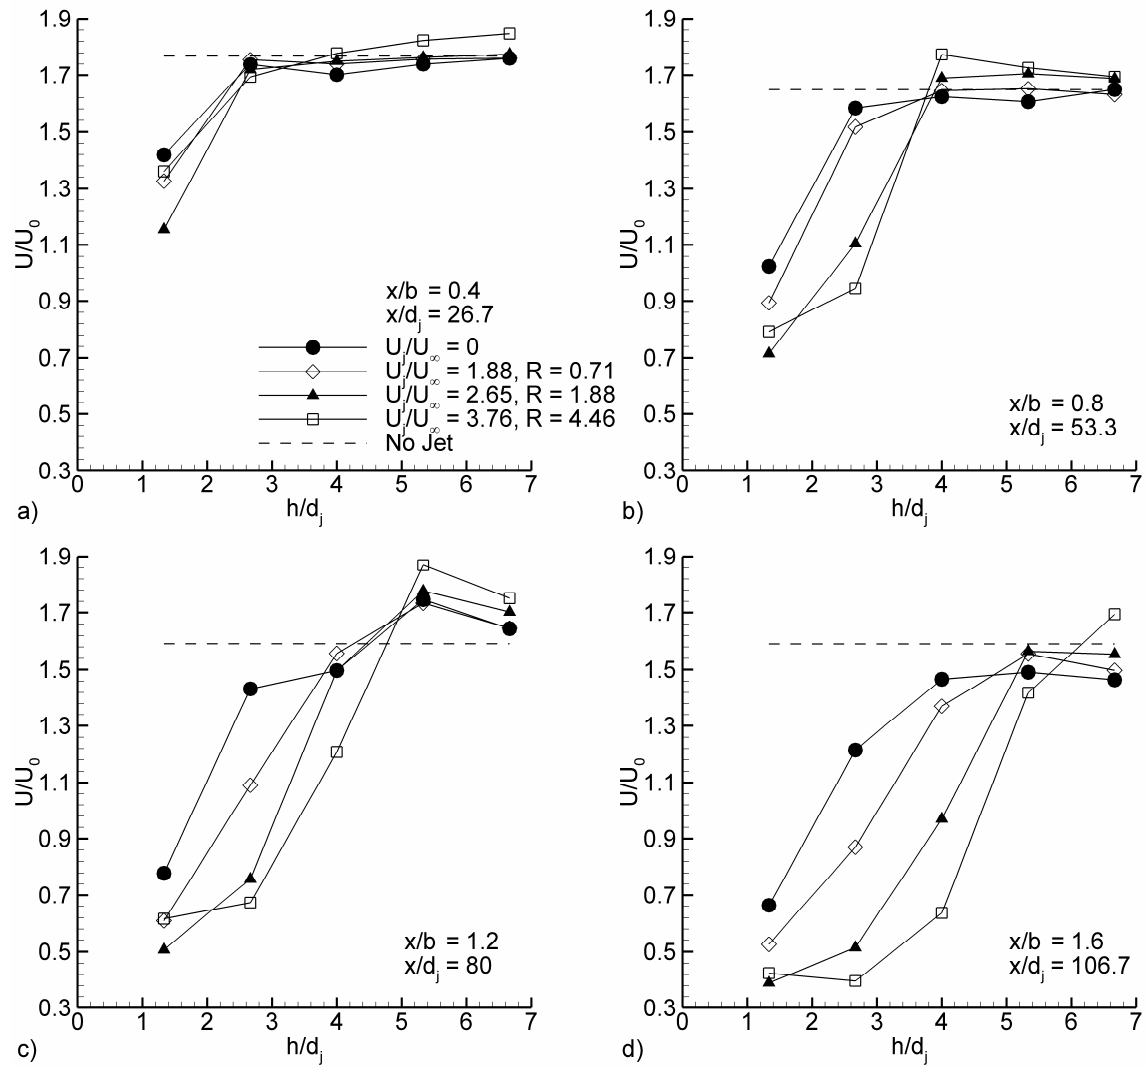 1.9
1.7
1.5
1.3
1.1
0.9
0.7
0.5
0.3
U/U0
0 1 2 3 4 5 6 7
h/dj
a)
x/b = 0.4
x/dj = 26.7
Uj/U∞ = 0
Uj/U∞ = 1.88, R = 0.71
Uj/U∞ = 2.65, R = 1.88
Uj/U∞ = 3.76, R = 4.46
No Jet
1.9
1.7
1.5
1.3
1.1
0.9
0.7
0.5
0.3
U/U0
0 1 2 3 4 5 6 7
h/dj
b)
x/b = 0.8
x/dj = 53.3
1.9
1.7
1.5
1.3
1.1
0.9
0.7
0.5
0.3
U/U0
0 1 2 3 4 5 6 7
h/dj
c)
x/b = 1.2
x/dj = 80
1.9
1.7
1.5
1.3
1.1
0.9
0.7
0.5
0.3
U/U0
0 1 2 3 4 5 6 7
h/dj
d)
x/b = 1.6
x/dj = 106.7